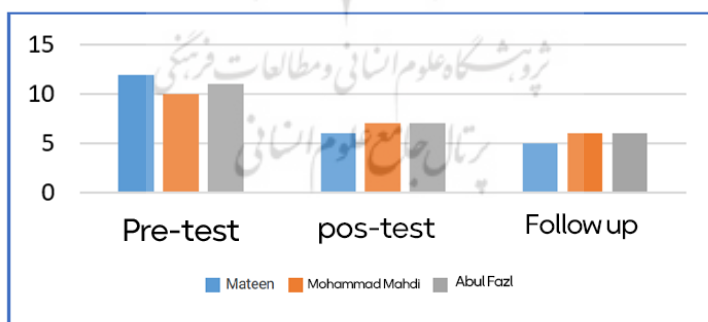 پژوهشگاه علوم انسانی و مطالعات فرهنگی
پرتال جامع علوم انسانی
15
10
5
0
Pre-test pos-test Follow up
Mateen Mohammad Mahdi Abul Fazl